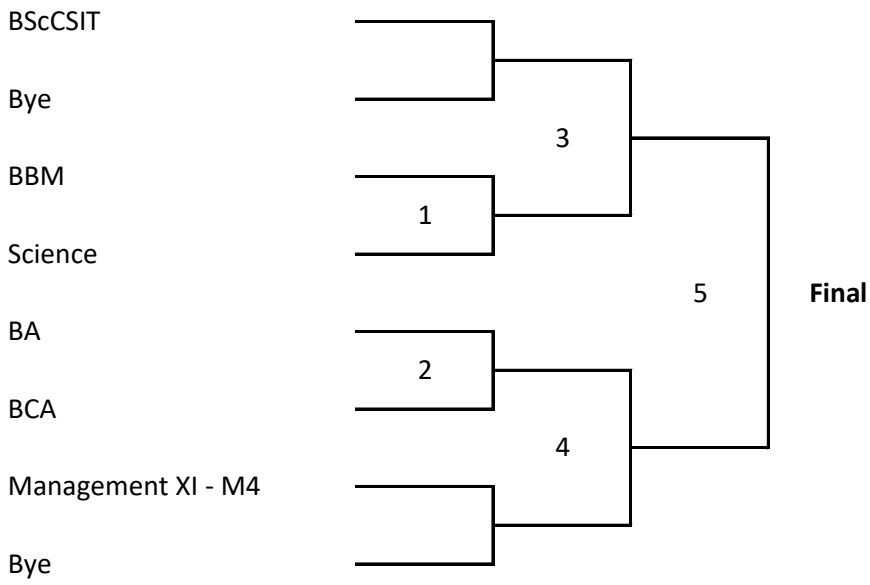 BScCSIT
Bye
3
BBM
1
Science
5
Final
BA
2
BCA
4
Management XI - M4
Bye